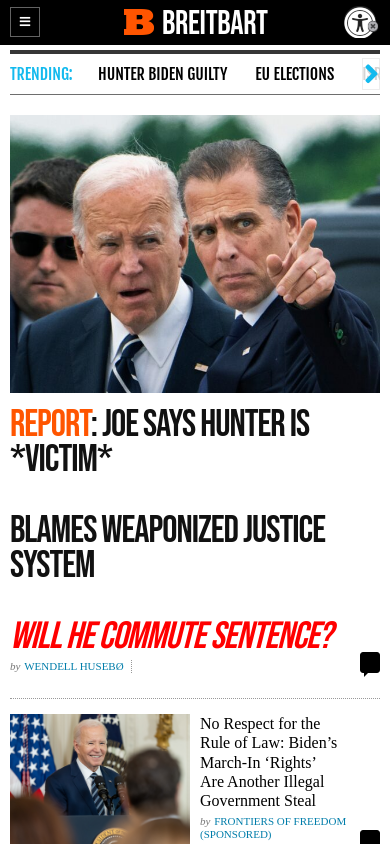 BREITBART
TRENDING: HUNTER BIDEN GUILTY EU ELECTIONS
REPORT: JOE SAYS HUNTER IS
*VICTIM*
BLAMES WEAPONIZED JUSTICE
SYSTEM
WILL HE COMMUTE SENTENCE?
by WENDELL HUSEBØ
No Respect for the
Rule of Law: Biden’s
March-In ‘Rights’
Are Another Illegal
Government Steal
by FRONTIERS OF FREEDOM
(SPONSORED)